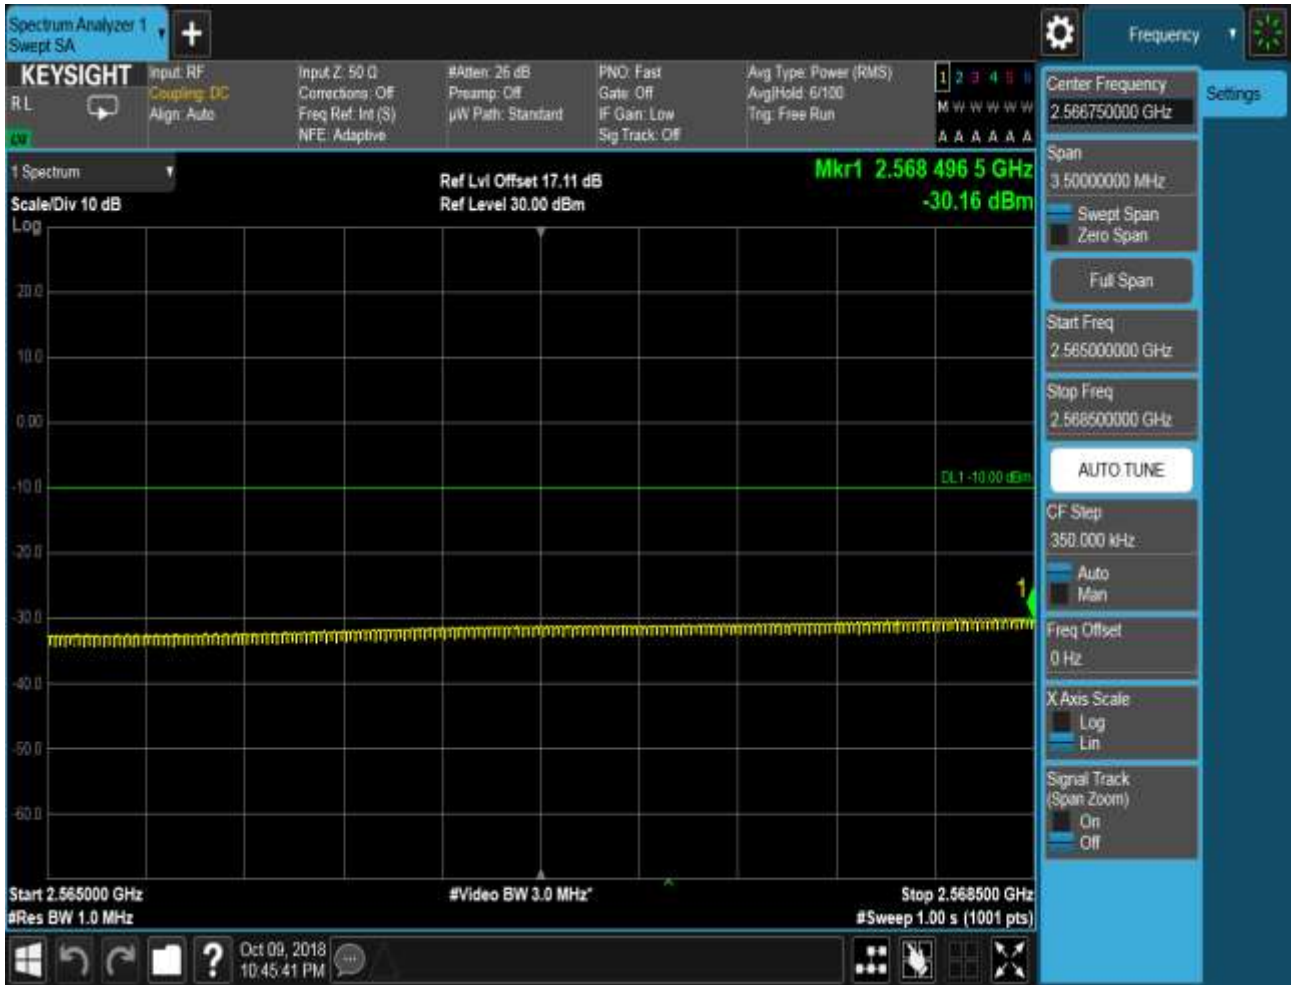 Spectrum Analyzer 1
Swept SA
+
Frequency
KEYSIGHT
Input: RF
Coupling: DC
Align: Auto
Input Z: 50 Ω
Corrections: Off
Freq Ref: Int (S)
NFE: Adaptive
#Atten: 26 dB
Preamp: Off
µW Path: Standard
PNO: Fast
Gate: Off
IF Gain: Low
Sig Track: Off
Avg Type: Power (RMS)
Avg|Hold: 6/100
Trig: Free Run
1 2 3 4 5 6
M W W W W W
A A A A A A
R L
Center Frequency
2.566750000 GHz
Settings
1 Spectrum
Scale/Div 10 dB
Log
Ref Lvl Offset 17.11 dB
Ref Level 30.00 dBm
Mkr1 2.568 496 5 GHz
-30.16 dBm
Span
3.50000000 MHz
Swept Span
Zero Span
Full Span
Start Freq
2.565000000 GHz
Stop Freq
2.568500000 GHz
AUTO TUNE
CF Step
350.000 kHz
Auto
Man
Freq Offset
0 Hz
X Axis Scale
Log
Lin
Signal Track
(Span Zoom)
On
Off
20.0
10.0
0.00
-10.0
DL1 -10.00 dBm
-20.0
1
-30.0
-40.0
-50.0
-60.0
Start 2.565000 GHz
#Video BW 3.0 MHz*
Stop 2.568500 GHz
#Res BW 1.0 MHz
#Sweep 1.00 s (1001 pts)
?
Oct 09, 2018
10:45:41 PM